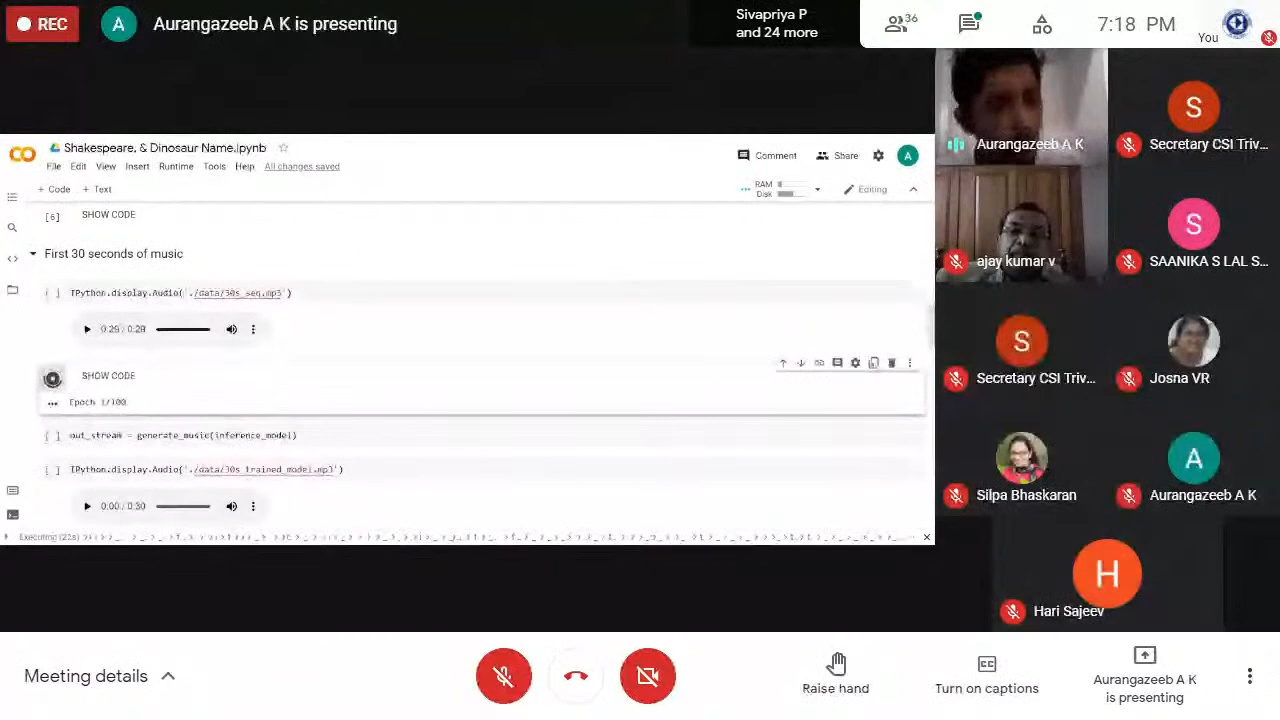 REC
A
Aurangazeeb A K is presenting
Sivapriya P
and 24 more
36
7:18 PM
You
Shakespeare, & Dinosaur Name.ipynb
File Edit View Insert Runtime Tools Help All changes saved
Comment
Share
A
+ Code + Text
RAM
Disk
Editing
[6] SHOW CODE
First 30 seconds of music
[ ] IPython.display.Audio('./data/30s_seq.mp3')
0:29 / 0:29
SHOW CODE
Epoch 1/100
[ ] out_stream = generate_music(inference_model)
[ ] IPython.display.Audio('./data/30s_trained_model.mp3')
0:00 / 0:30
Executing (22s)
Aurangazeeb A K
S
Secretary CSI Triv...
ajay kumar v
S
SAANIKA S LAL S...
S
Secretary CSI Triv...
Josna VR
Silpa Bhaskaran
A
Aurangazeeb A K
H
Hari Sajeev
Meeting details
Raise hand
CC
Turn on captions
Aurangazeeb A K
is presenting